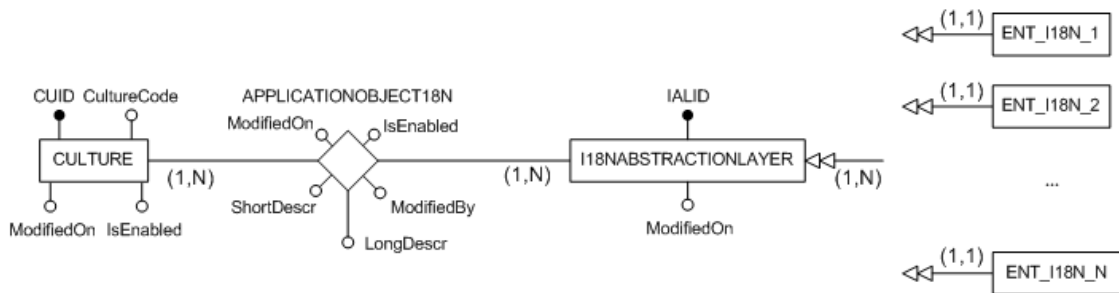 (1,1)
ENT_I18N_1
CUID CultureCode
APPLICATIONOBJECT18N
IALID
(1,1)
ENT_I18N_2
ModifiedOn
IsEnabled
CULTURE
I18NABSTRACTIONLAYER
(1,N)
(1,N)
(1,N)
...
ShortDescr
ModifiedBy
ModifiedOn IsEnabled
ModifiedOn
LongDescr
(1,1)
ENT_I18N_N